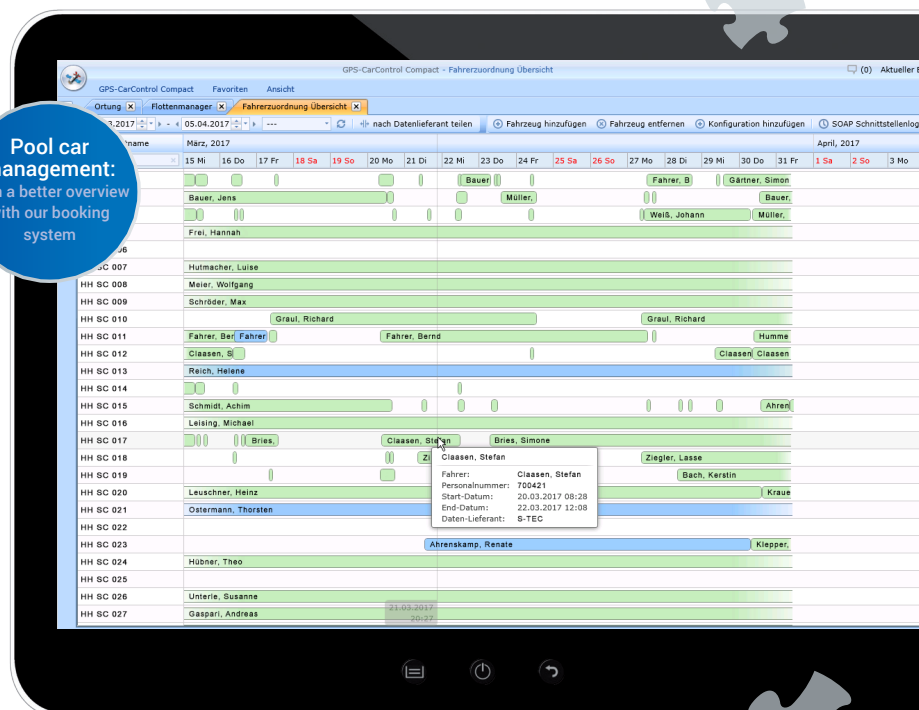 GPS-CarControl Compact - Fahrerzuordnung Übersicht
(0) Aktueller
GPS-CarControl Compact Favoriten Ansicht
Ortung Flottenmanager Fahrerzuordnung Übersicht
.2017 05.04.2017 --- nach Datenlieferant teilen Fahrzeug hinzufügen Fahrzeug entfernen Konfiguration hinzufügen SOAP Schnittstellenlog
Pool car
management:
a better overview
with our booking
system
März, 2017 April, 2017
15 Mi 16 Do 17 Fr 18 Sa 19 So 20 Mo 21 Di 22 Mi 23 Do 24 Fr 25 Sa 26 So 27 Mo 28 Di 29 Mi 30 Do 31 Fr 1 Sa 2 So 3 Mo
Bauer Fahrer, B Gärtner, Simon
Bauer, Jens Müller, Bauer,
Weiß, Johann Müller,
Frei, Hannah
HH SC 007 Hutmacher, Luise
HH SC 008 Meier, Wolfgang
HH SC 009 Schröder, Max
HH SC 010 Graul, Richard Graul, Richard
HH SC 011 Fahrer, Ber Fahrer Fahrer, Bernd Humme
HH SC 012 Claasen, S Claasen Claasen
HH SC 013 Reich, Helene
HH SC 014
HH SC 015 Schmidt, Achim Ahren
HH SC 016 Leising, Michael
HH SC 017 Bries, Claasen, Stefan Bries, Simone
HH SC 018 Zi Ziegler, Lasse
HH SC 019 Bach, Kerstin
HH SC 020 Leuschner, Heinz Kraue
HH SC 021 Ostermann, Thorsten
HH SC 022
HH SC 023 Ahrenskamp, Renate Klepper,
HH SC 024 Hübner, Theo
HH SC 025
HH SC 026 Unterle, Susanne
HH SC 027 Gaspari, Andreas
Claasen, Stefan
Fahrer: Claasen, Stefan
Personalnummer: 700421
Start-Datum: 20.03.2017 08:28
End-Datum: 22.03.2017 12:08
Daten-Lieferant: S-TEC
21.03.2017
20:27